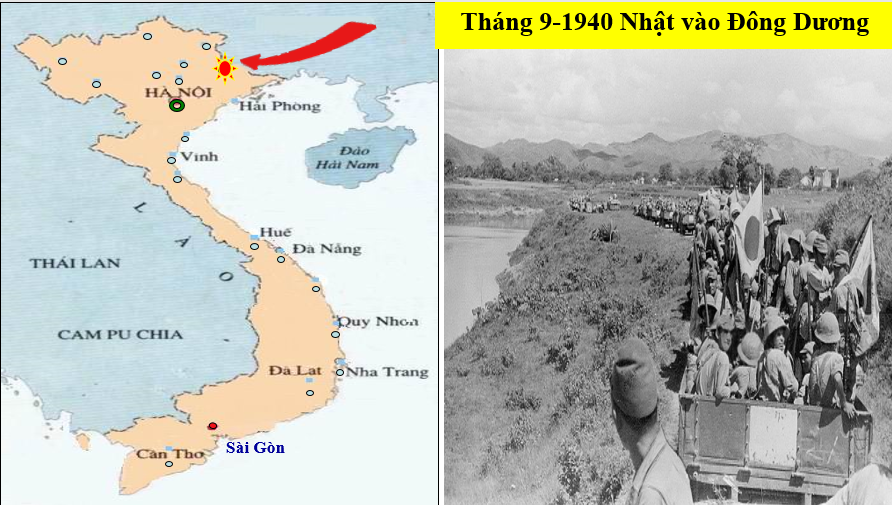 Tháng 9-1940 Nhật vào Đông Dương
HÀ NỘI
Hải Phòng
Đảo
Hải Nam
Vinh
L A O
Huế
Đà Nẵng
THÁI LAN
CAM PU CHIA
Quy Nhơn
Đà Lạt
Nha Trang
Sài Gòn
Cần Thơ